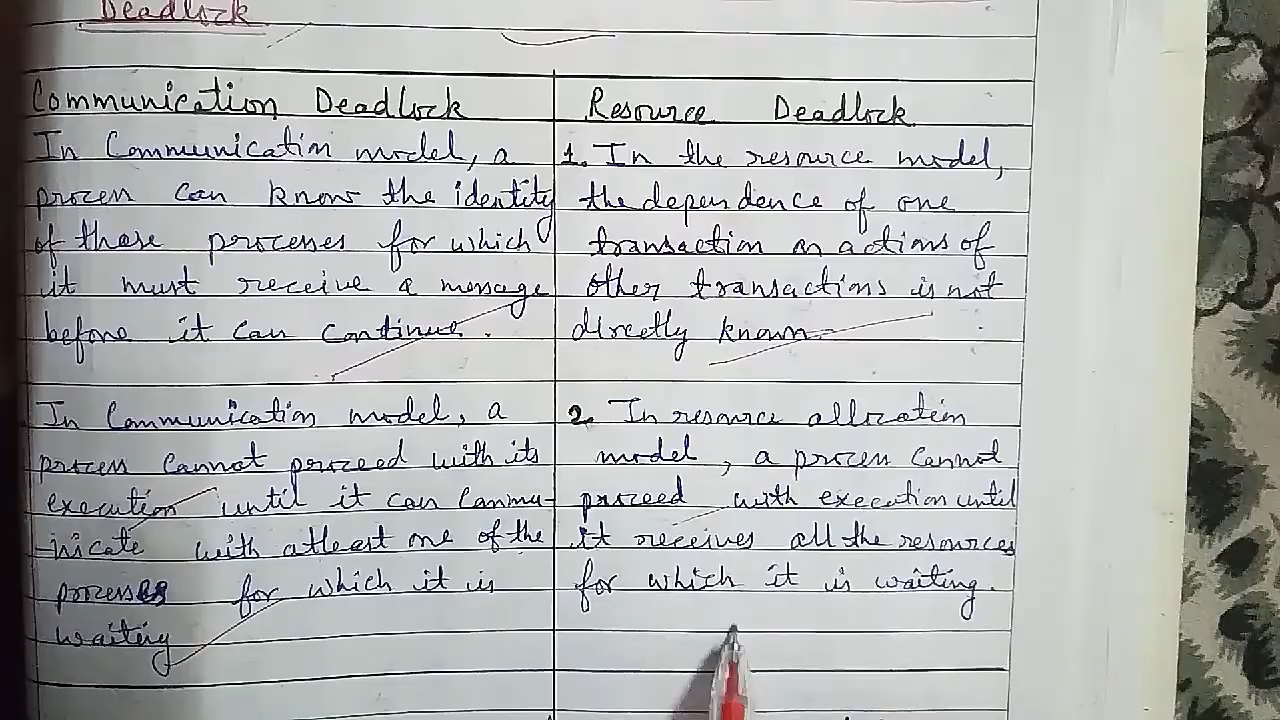 Deadlock
Communication Deadlock
In Communication model, a
process can know the identity
of those processes for which
it must receive a message
before it can continue.
In Communication model, a
process cannot proceed with its
execution until it can Commu-
-nicate with atleast one of the
process for which it is
waiting
Resource Deadlock
1. In the resource model,
the dependence of one
transaction on actions of
other transactions is not
directly known
2. In resource allocation
model, a process cannot
proceed with execution until
it receives all the resources
for which it is waiting.